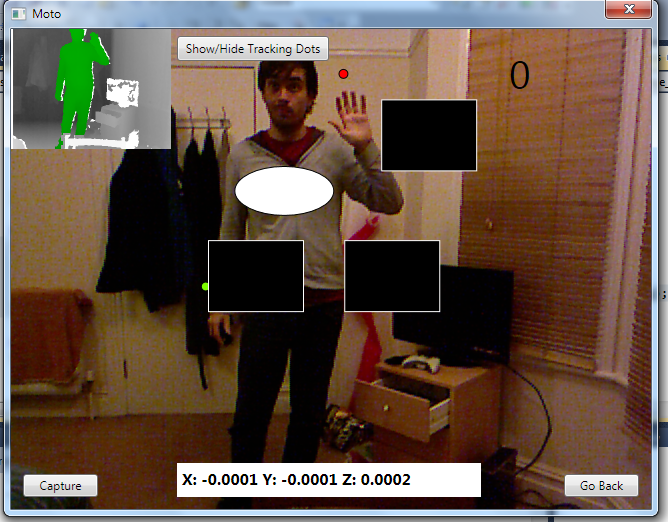 Moto
Show/Hide Tracking Dots
0
X: -0.0001 Y: -0.0001 Z: 0.0002
Capture
Go Back